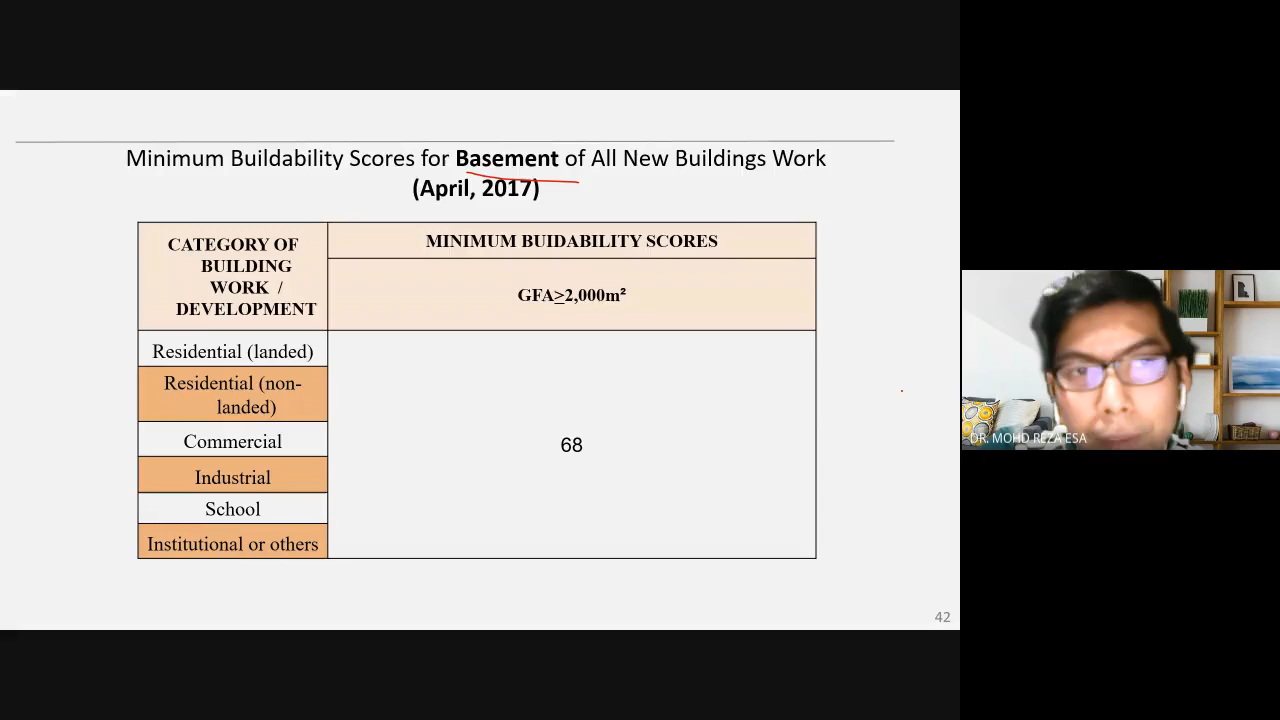 Minimum Buildability Scores for Basement of All New Buildings Work
(April, 2017)
CATEGORY OF
BUILDING
WORK /
DEVELOPMENT
MINIMUM BUIDABILITY SCORES
GFA≥2,000m²
Residential (landed)
Residential (non-
landed)
Commercial
Industrial
School
Institutional or others
68
42
DR. MOHD REZA ESA